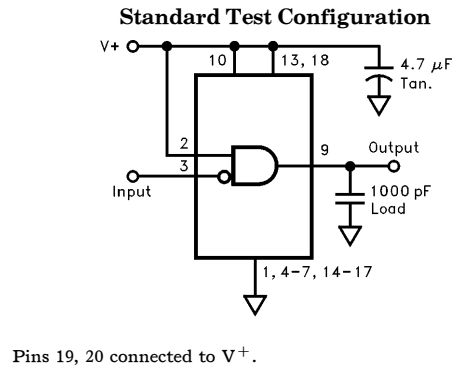 Standard Test Configuration
V+
10
13, 18
4.7 μF
Tan.
2
3
9
Output
Input
1000 pF
Load
1, 4-7, 14-17
Pins 19, 20 connected to V+.